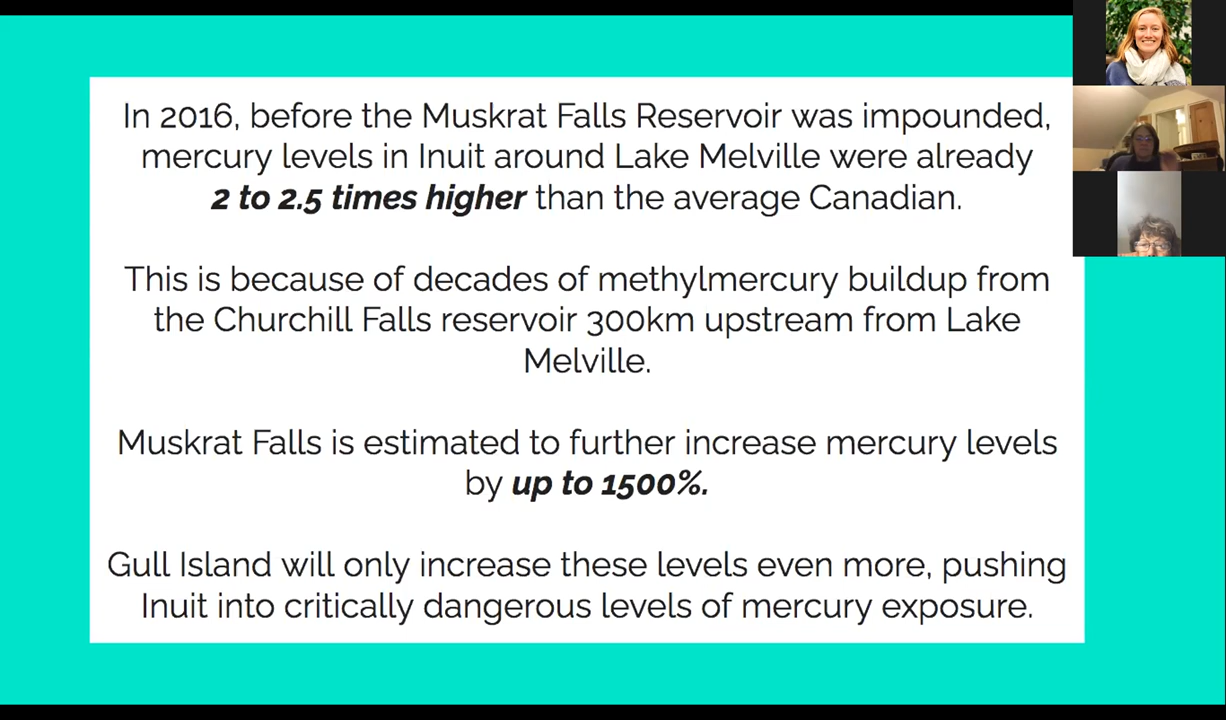 In 2016, before the Muskrat Falls Reservoir was impounded,
mercury levels in Inuit around Lake Melville were already
2 to 2.5 times higher than the average Canadian.
This is because of decades of methylmercury buildup from
the Churchill Falls reservoir 300km upstream from Lake
Melville.
Muskrat Falls is estimated to further increase mercury levels
by up to 1500%.
Gull Island will only increase these levels even more, pushing
Inuit into critically dangerous levels of mercury exposure.